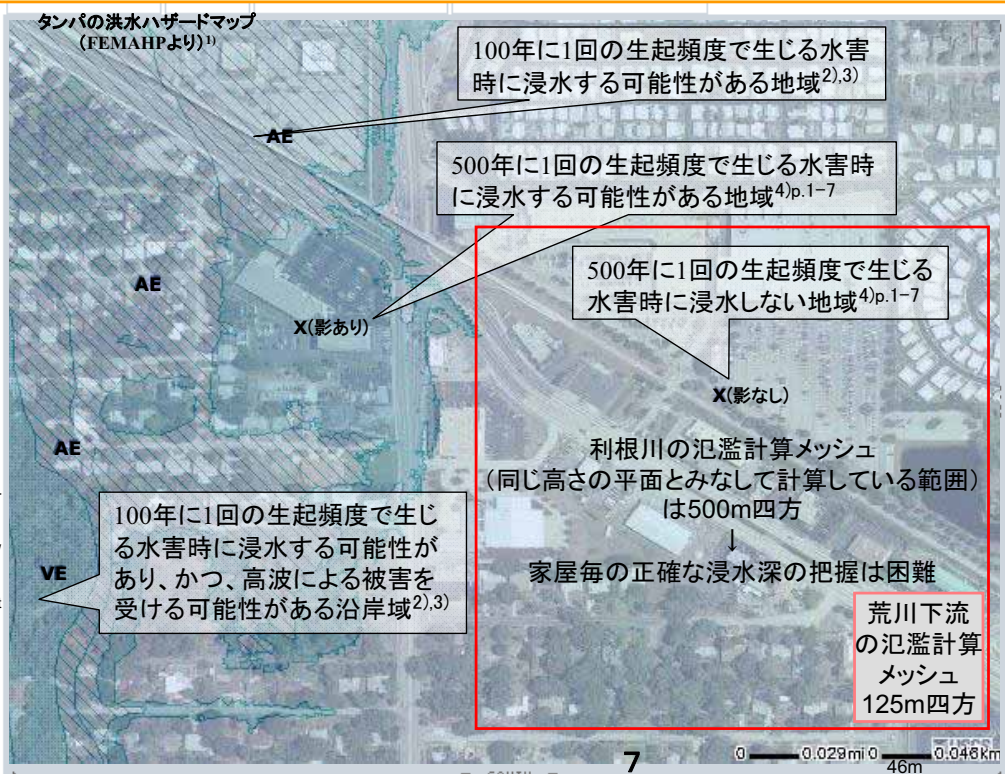 タンパの洪水ハザードマップ
（FEMAHPより）1)
100年に1回の生起頻度で生じる水害
時に浸水する可能性がある地域2),3)
AE
500年に1回の生起頻度で生じる水害時
に浸水する可能性がある地域4)p.1-7
500年に1回の生起頻度で生じる
水害時に浸水しない地域4)p.1-7
AE
X(影あり)
X(影なし)
AE
利根川の氾濫計算メッシュ
（同じ高さの平面とみなして計算している範囲）
は500m四方
↓
家屋毎の正確な浸水深の把握は困難
100年に1回の生起頻度で生じ
る水害時に浸水する可能性が
あり、かつ、高波による被害を
受ける可能性がある沿岸域2),3)
VE
荒川下流
の氾濫計算
メッシュ
125m四方
7
0 0.029mi 0 0.046km
46m